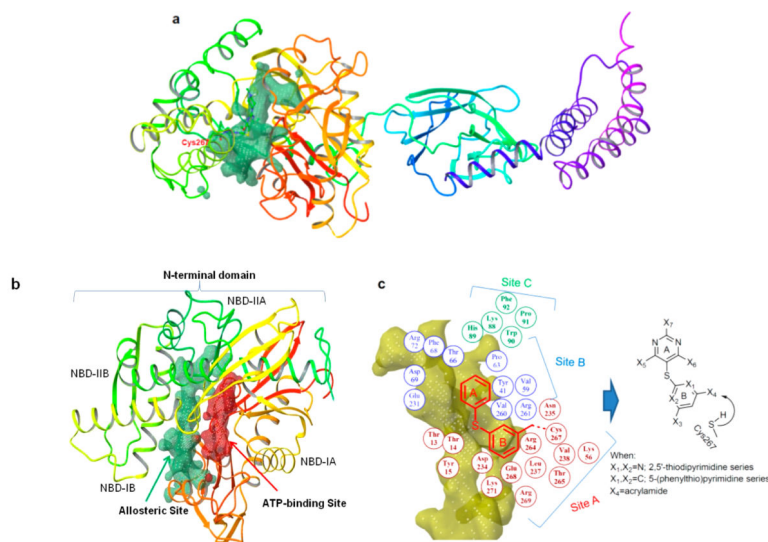 a
Cys267
b
N-terminal domain
NBD-IIA
NBD-IIB
NBD-IA
NBD-IB
Allosteric Site
ATP-binding Site
c
Site C
Phe 92
Lys 88
Pro 91
His 89
Trp 90
Arg 72
Phe 68
Thr 66
Pro 63
Site B
Asp 69
Tyr 41
Val 59
Glu 231
A
Val 260
Arg 261
Asn 235
S
B
Arg 264
Cys 267
Thr 13
Thr 14
Val 238
Lys 56
Tyr 15
Asp 234
Glu 268
Leu 237
Thr 265
Lys 271
Arg 269
Site A
X7
A
X5
X6
S
X1
X2
B
X4
X3
S
H
Cys267
When:
X1,X2=N; 2,5'-thiodipyrimidine series
X1,X2=C; 5-(phenylthio)pyrimidine series
X4=acrylamide